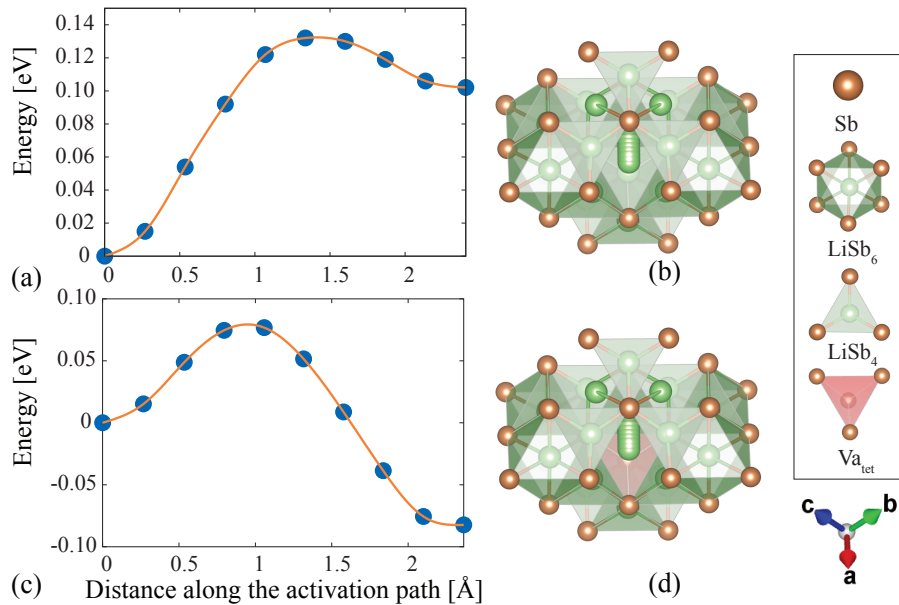 Energy [eV]
0.14
0.12
0.10
0.08
0.06
0.04
0.02
0
0
0.5
1
1.5
2
(a)
(b)
Energy [eV]
0.10
0.05
0
-0.05
-0.10
0
0.5
1
1.5
2
Distance along the activation path [Å]
(c)
(d)
Sb
LiSb6
LiSb4
Vatet
c
b
a